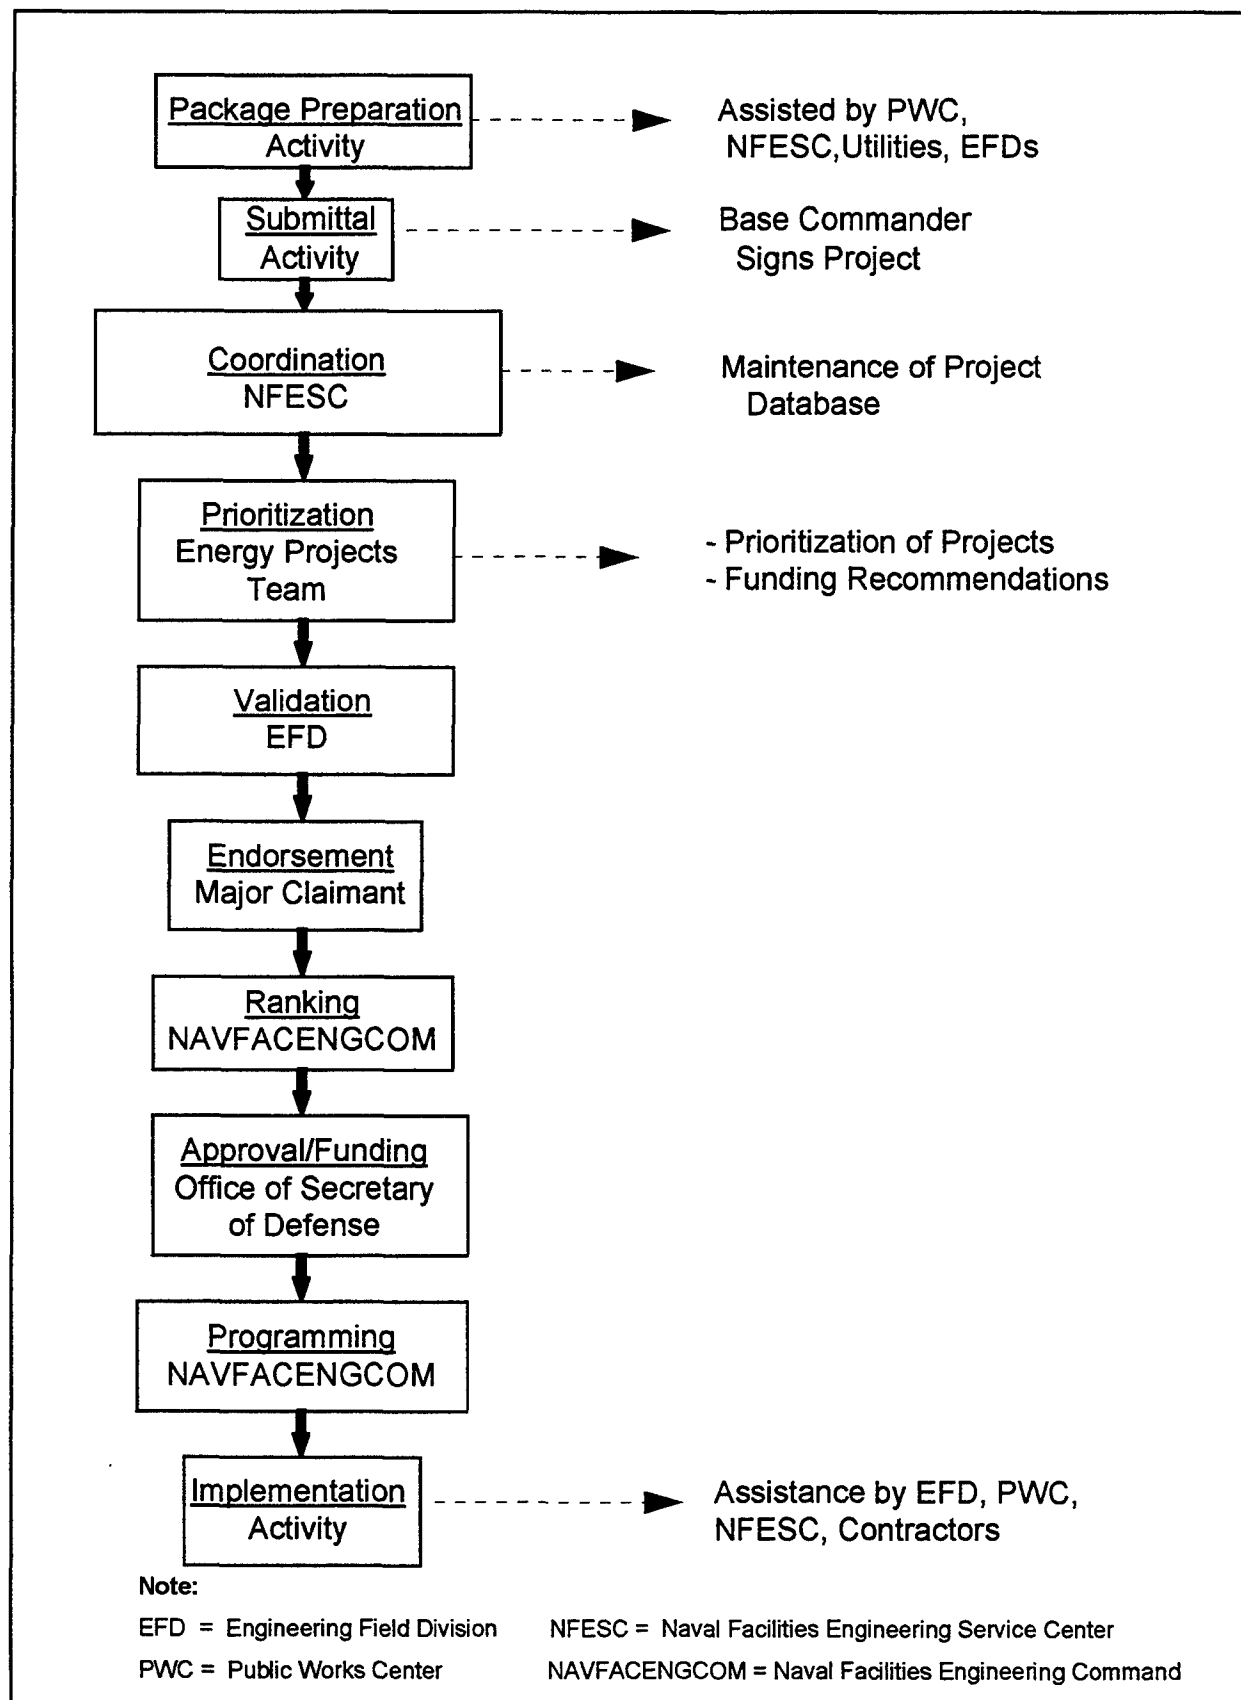 Package Preparation
Activity
Assisted by PWC,
NFESC,Utilities, EFDs
Submittal
Activity
Base Commander
Signs Project
Coordination
NFESC
Maintenance of Project
Database
Prioritization
Energy Projects
Team
- Prioritization of Projects
- Funding Recommendations
Validation
EFD
Endorsement
Major Claimant
Ranking
NAVFACENGCOM
Approval/Funding
Office of Secretary
of Defense
Programming
NAVFACENGCOM
Implementation
Activity
Assistance by EFD, PWC,
NFESC, Contractors
Note:
EFD = Engineering Field Division NFESC = Naval Facilities Engineering Service Center
PWC = Public Works Center NAVFACENGCOM = Naval Facilities Engineering Command